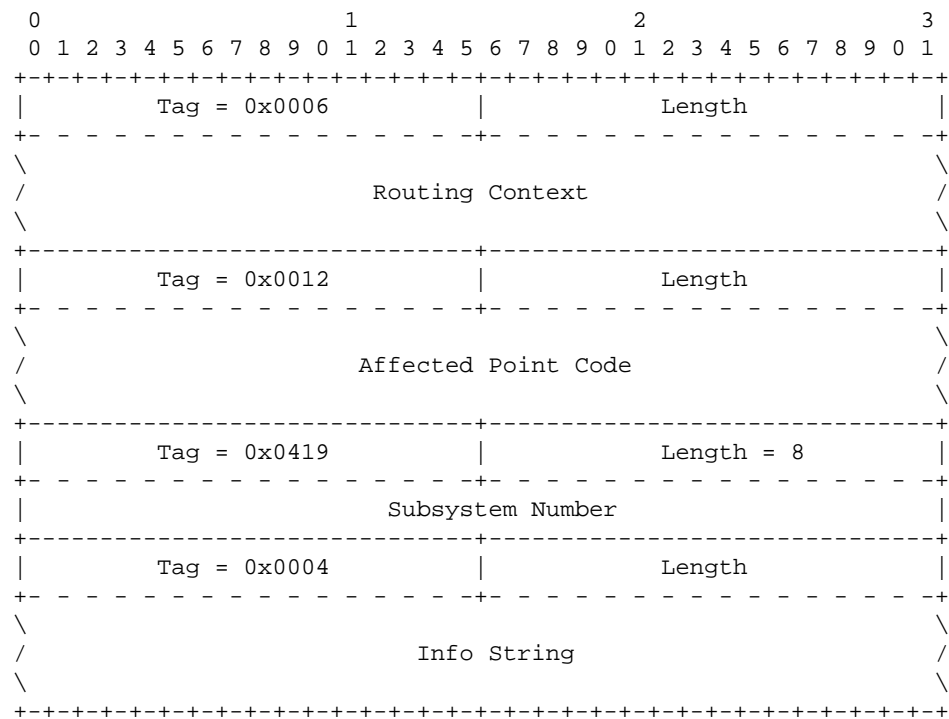 0                   1                   2                   3
 0 1 2 3 4 5 6 7 8 9 0 1 2 3 4 5 6 7 8 9 0 1 2 3 4 5 6 7 8 9 0 1
+-+-+-+-+-+-+-+-+-+-+-+-+-+-+-+-+-+-+-+-+-+-+-+-+-+-+-+-+-+-+-+-+
|         Tag = 0x0006          |            Length             |
+- - - - - - - - - - - - - - - -+- - - - - - - - - - - - - - - -+
\                                                               \
/                        Routing Context                        /
\                                                               \
+-------------------------------+-------------------------------+
|         Tag = 0x0012          |            Length             |
+- - - - - - - - - - - - - - - -+- - - - - - - - - - - - - - - -+
\                                                               \
/                       Affected Point Code                     /
\                                                               \
+-------------------------------+-------------------------------+
|         Tag = 0x0419          |            Length = 8         |
+- - - - - - - - - - - - - - - -+- - - - - - - - - - - - - - - -+
|                         Subsystem Number                      |
+-------------------------------+-------------------------------+
|         Tag = 0x0004          |            Length             |
+- - - - - - - - - - - - - - - -+- - - - - - - - - - - - - - - -+
\                                                               \
/                           Info String                         /
\                                                               \
+-+-+-+-+-+-+-+-+-+-+-+-+-+-+-+-+-+-+-+-+-+-+-+-+-+-+-+-+-+-+-+-+